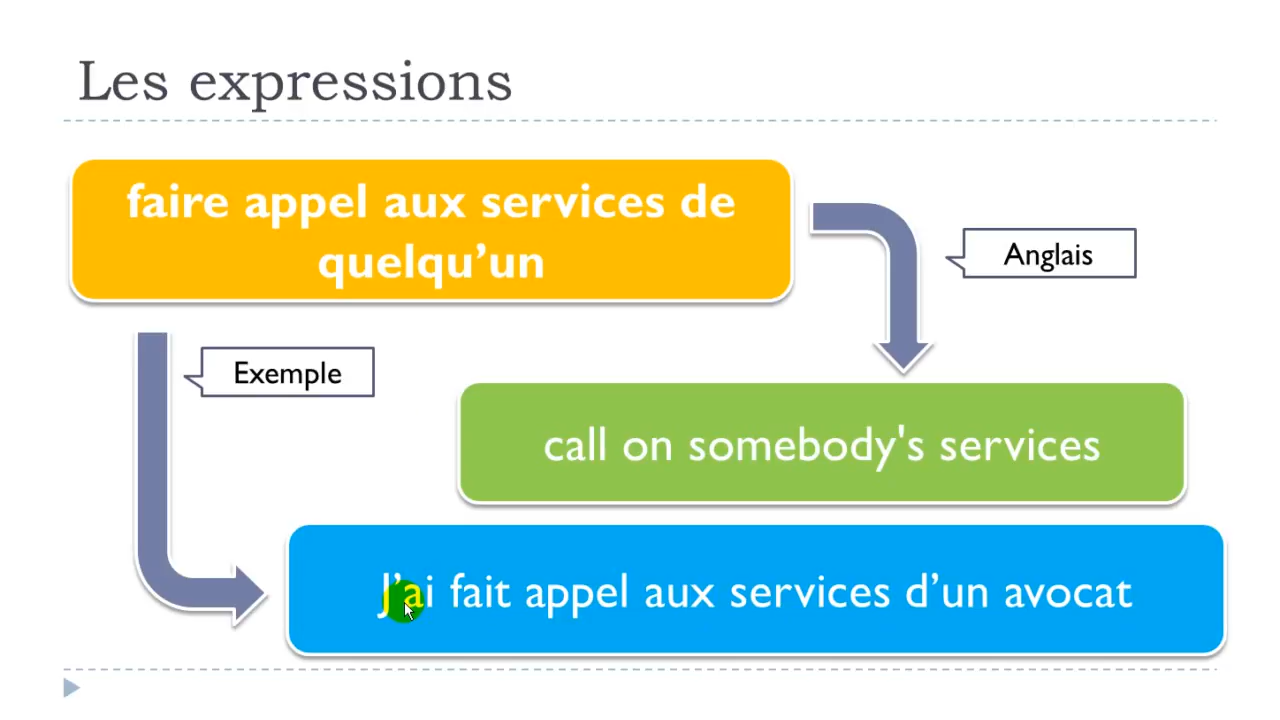 Les expressions
faire appel aux services de
quelqu’un
Anglais
Exemple
call on somebody's services
J’ai fait appel aux services d’un avocat